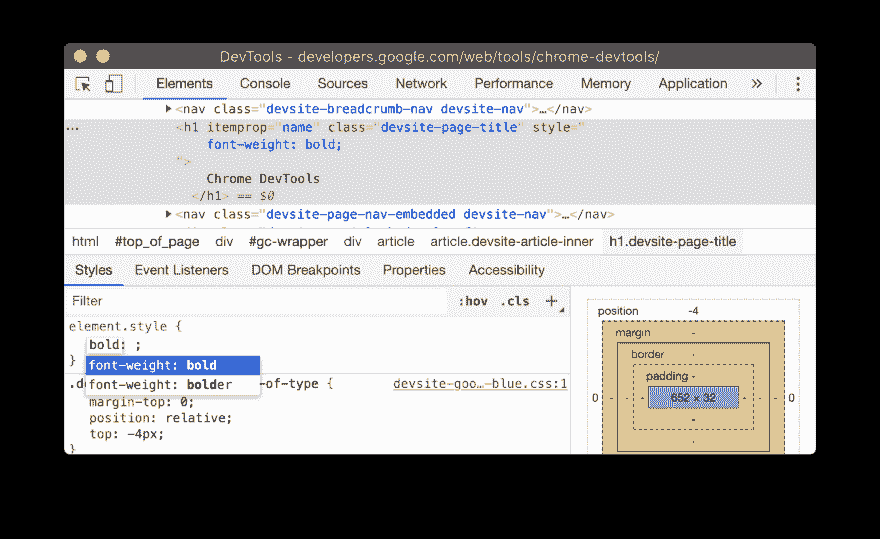 DevTools - developers.google.com/web/tools/chrome-devtools/
Elements Console Sources Network Performance Memory Application »
▶<nav class="devsite-breadcrumb-nav devsite-nav">…</nav>
… <h1 itemprop="name" class="devsite-page-title" style="
font-weight: bold;
">
Chrome DevTools
</h1> == $0
▶<nav class="devsite-page-nav-embedded devsite-nav">…</nav>
html #top_of_page div #gc-wrapper div article article.devsite-article-inner h1.devsite-page-title
Styles Event Listeners DOM Breakpoints Properties Accessibility
Filter :hov .cls +
element.style {
bold: ;
}
font-weight: bold
font-weight: bolder
-of-type { devsite-goo…-blue.css:1
margin-top: 0;
position: relative;
top: -4px;
}
position -4
margin -
border -
padding -
0 - - - 652 × 32 - - - 0
-
-